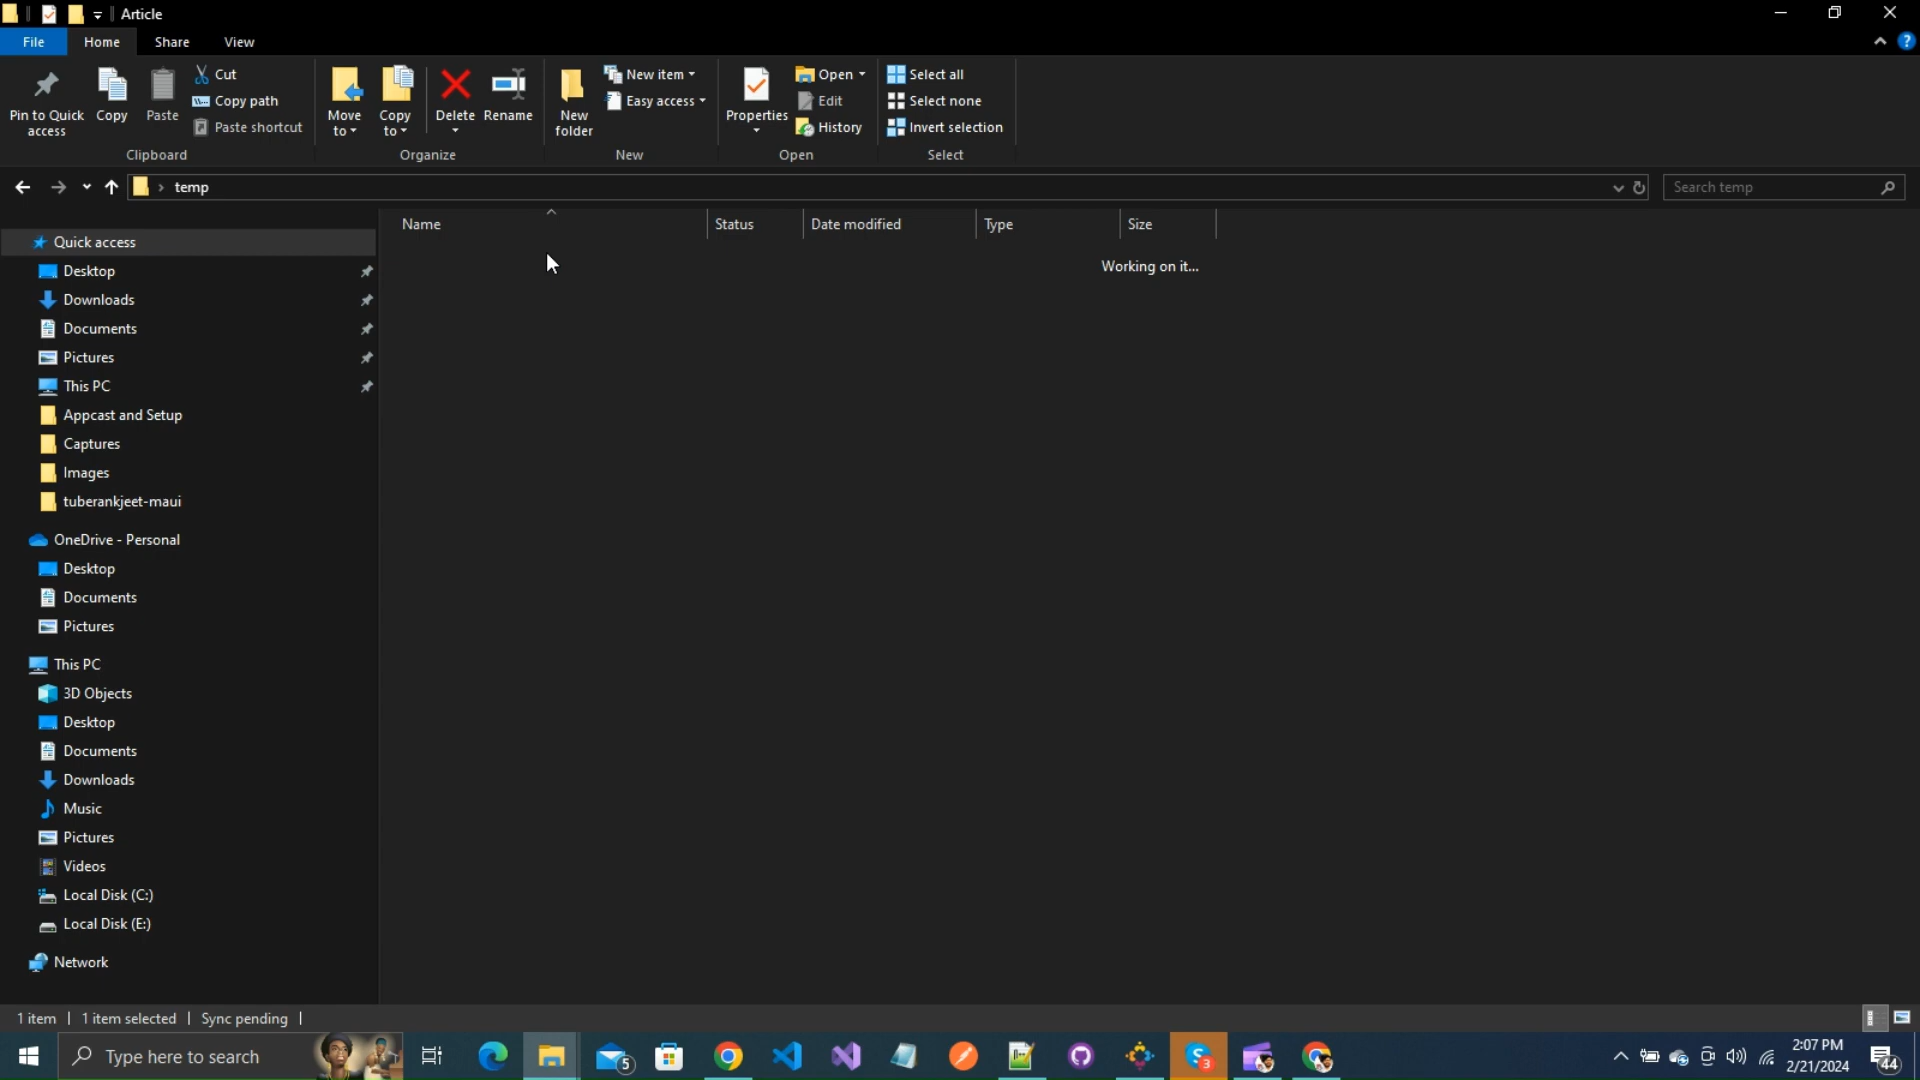 Article
File Home Share View
Pin to Quick access
Copy
Paste
Cut
Copy path
Paste shortcut
Clipboard
Move to
Copy to
Delete
Rename
Organize
New folder
New item
Easy access
New
Properties
Open
Edit
History
Open
Select all
Select none
Invert selection
Select
temp
Search temp
Name Status Date modified Type Size
Working on it...
Quick access
Desktop
Downloads
Documents
Pictures
This PC
Appcast and Setup
Captures
Images
tuberankjeet-maui
OneDrive - Personal
Desktop
Documents
Pictures
This PC
3D Objects
Desktop
Documents
Downloads
Music
Pictures
Videos
Local Disk (C:)
Local Disk (E:)
Network
1 item 1 item selected Sync pending
Type here to search
5
3
2:07 PM
2/21/2024
44